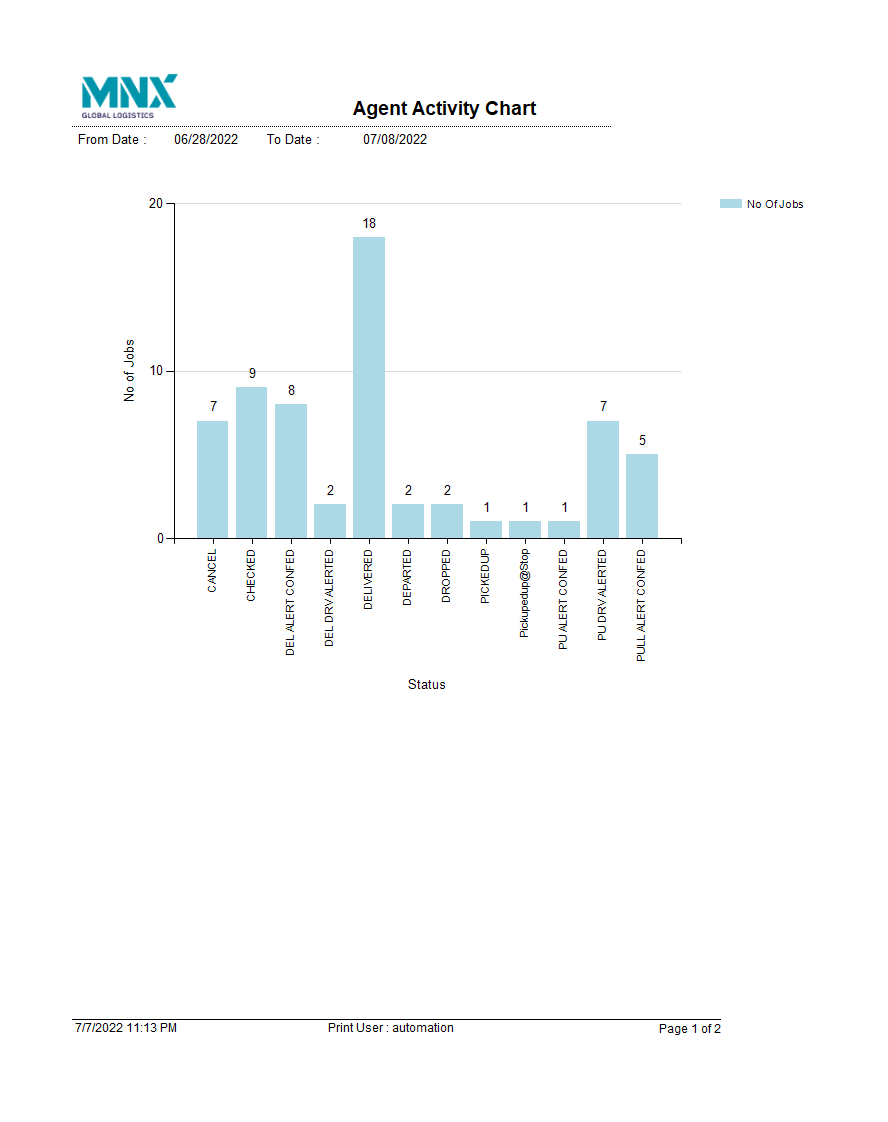 MNX
GLOBAL LOGISTICS
Agent Activity Chart
From Date : 06/28/2022 To Date : 07/08/2022
No Of Jobs
20
18
No of Jobs
10
9
8
7
7
5
2
2
2
1
1
1
0
CANCEL
CHECKED
DEL ALERT CONFED
DEL DRV ALERTED
DELIVERED
DEPARTED
DROPPED
PICKEDUP
Pickupedup@Stop
PU ALERT CONFED
PU DRV ALERTED
PULL ALERT CONFED
Status
7/7/2022 11:13 PM Print User : automation Page 1 of 2